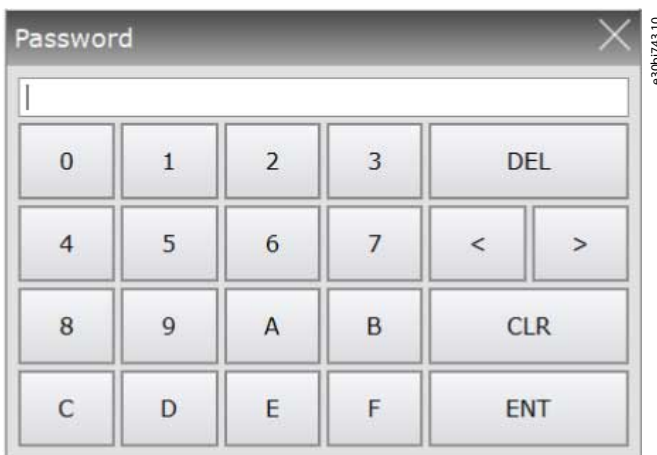 Password
0 1 2 3 DEL
4 5 6 7 < >
8 9 A B CLR
C D E F ENT
e30bj743.10